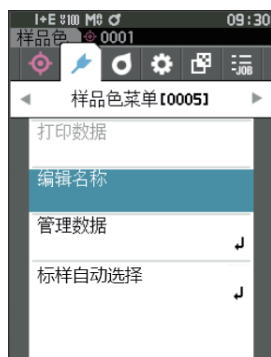 I+E 100 M0 09:30
样品色 0001
JOB
样品色菜单[0005]
打印数据
编辑名称
管理数据
标样自动选择